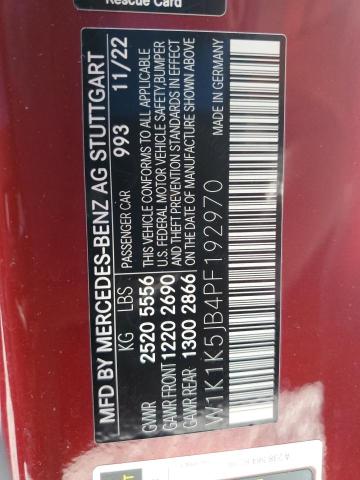 Rescue Card
MFD BY MERCEDES-BENZ AG STUTTGART
KG LBS PASSENGER CAR 993 11/22
GVWR 2520 5556 THIS VEHICLE CONFORMS TO ALL APPLICABLE
U.S. FEDERAL MOTOR VEHICLE SAFETY,BUMPER
GAWR FRONT 1220 2690 AND THEFT PREVENTION STANDARDS IN EFFECT
GAWR REAR 1300 2866 ON THE DATE OF MANUFACTURE SHOWN ABOVE
W1K1K5JB4PF192970 MADE IN GERMANY